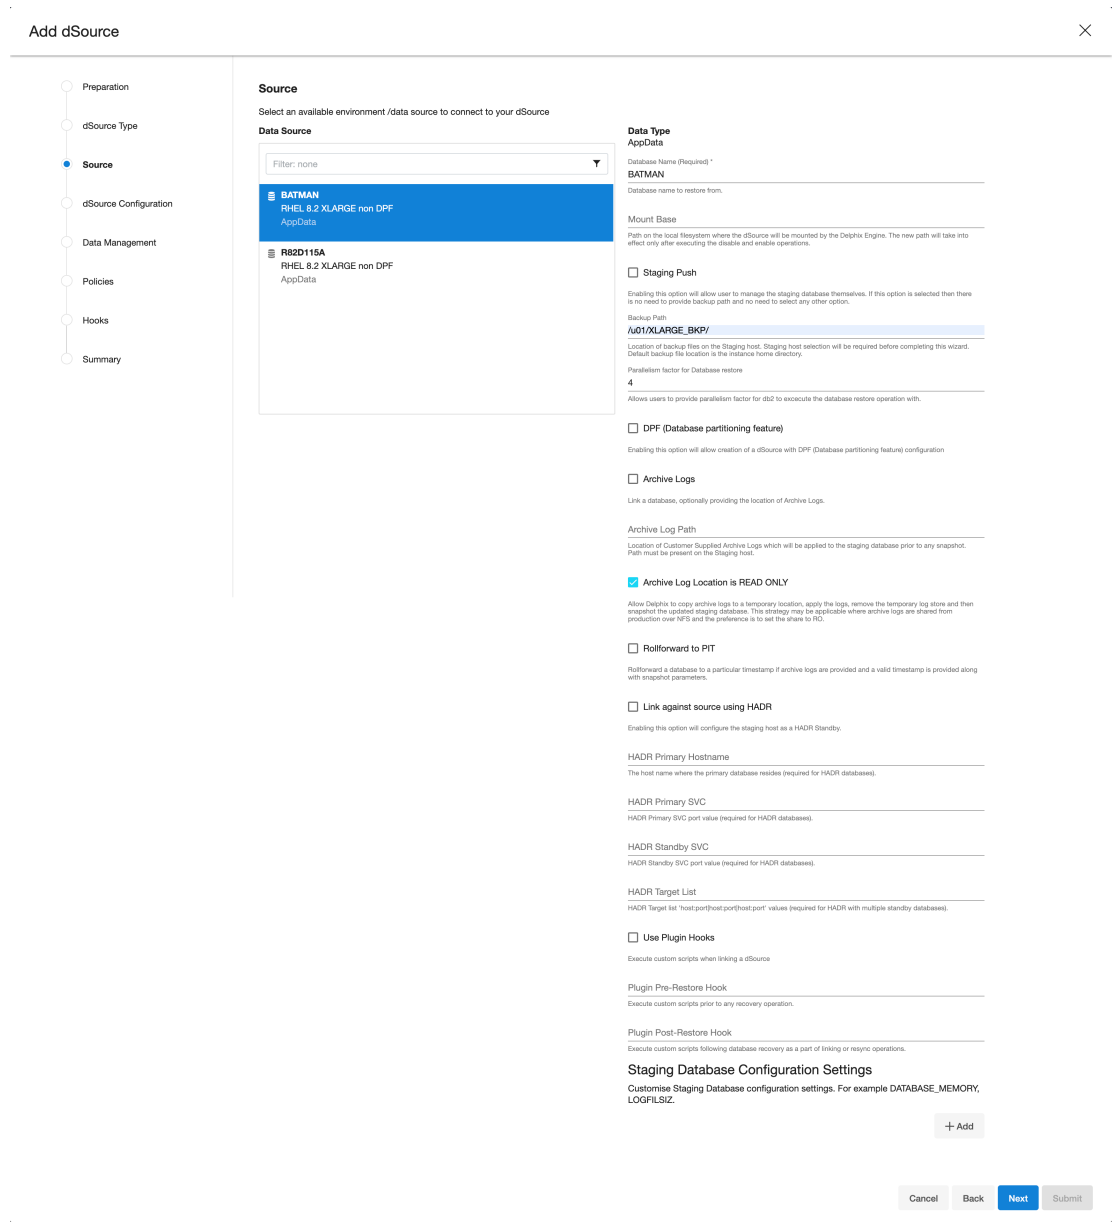 Add dSource
Preparation
dSource Type
Source
dSource Configuration
Data Management
Policies
Hooks
Summary
Source
Select an available environment /data source to connect to your dSource
Data Source
Filter: none
BATMAN
RHEL 8.2 XLARGE non DPF
AppData
R82D115A
RHEL 8.2 XLARGE non DPF
AppData
Data Type
AppData
Database Name (Required) *
BATMAN
Database name to restore from.
Mount Base
Path on the local filesystem where the dSource will be mounted by the Delphix Engine. The new path will take into
effect only after executing the disable and enable operations.
Staging Push
Enabling this option will allow user to manage the staging database themselves. If this option is selected then there
is no need to provide backup path and no need to select any other option.
Backup Path
/u01/XLARGE_BKP/
Location of backup files on the Staging host. Staging host selection will be required before completing this wizard.
Default backup file location is the instance home directory.
Parallelism factor for Database restore
4
Allows users to provide parallelism factor for db2 to excecute the database restore operation with.
DPF (Database partitioning feature)
Enabling this option will allow creation of a dSource with DPF (Database partitioning feature) configuration
Archive Logs
Link a database, optionally providing the location of Archive Logs.
Archive Log Path
Location of Customer Supplied Archive Logs which will be applied to the staging database prior to any snapshot.
Path must be present on the Staging host.
Archive Log Location is READ ONLY
Allow Delphix to copy archive logs to a temporary location, apply the logs, remove the temporary log store and then
snapshot the updated staging database. This strategy may be applicable where archive logs are shared from
production over NFS and the preference is to set the share to RO.
Rollforward to PIT
Rollforward a database to a particular timestamp if archive logs are provided and a valid timestamp is provided along
with snapshot parameters.
Link against source using HADR
Enabling this option will configure the staging host as a HADR Standby.
HADR Primary Hostname
The host name where the primary database resides (required for HADR databases).
HADR Primary SVC
HADR Primary SVC port value (required for HADR databases).
HADR Standby SVC
HADR Standby SVC port value (required for HADR databases).
HADR Target List
HADR Target list 'host:port|host:port|host:port' values (required for HADR with multiple standby databases).
Use Plugin Hooks
Execute custom scripts when linking a dSource
Plugin Pre-Restore Hook
Execute custom scripts prior to any recovery operation.
Plugin Post-Restore Hook
Execute custom scripts following database recovery as a part of linking or resync operations.
Staging Database Configuration Settings
Customise Staging Database configuration settings. For example DATABASE_MEMORY,
LOGFILSIZ.
+ Add
Cancel
Back
Next
Submit